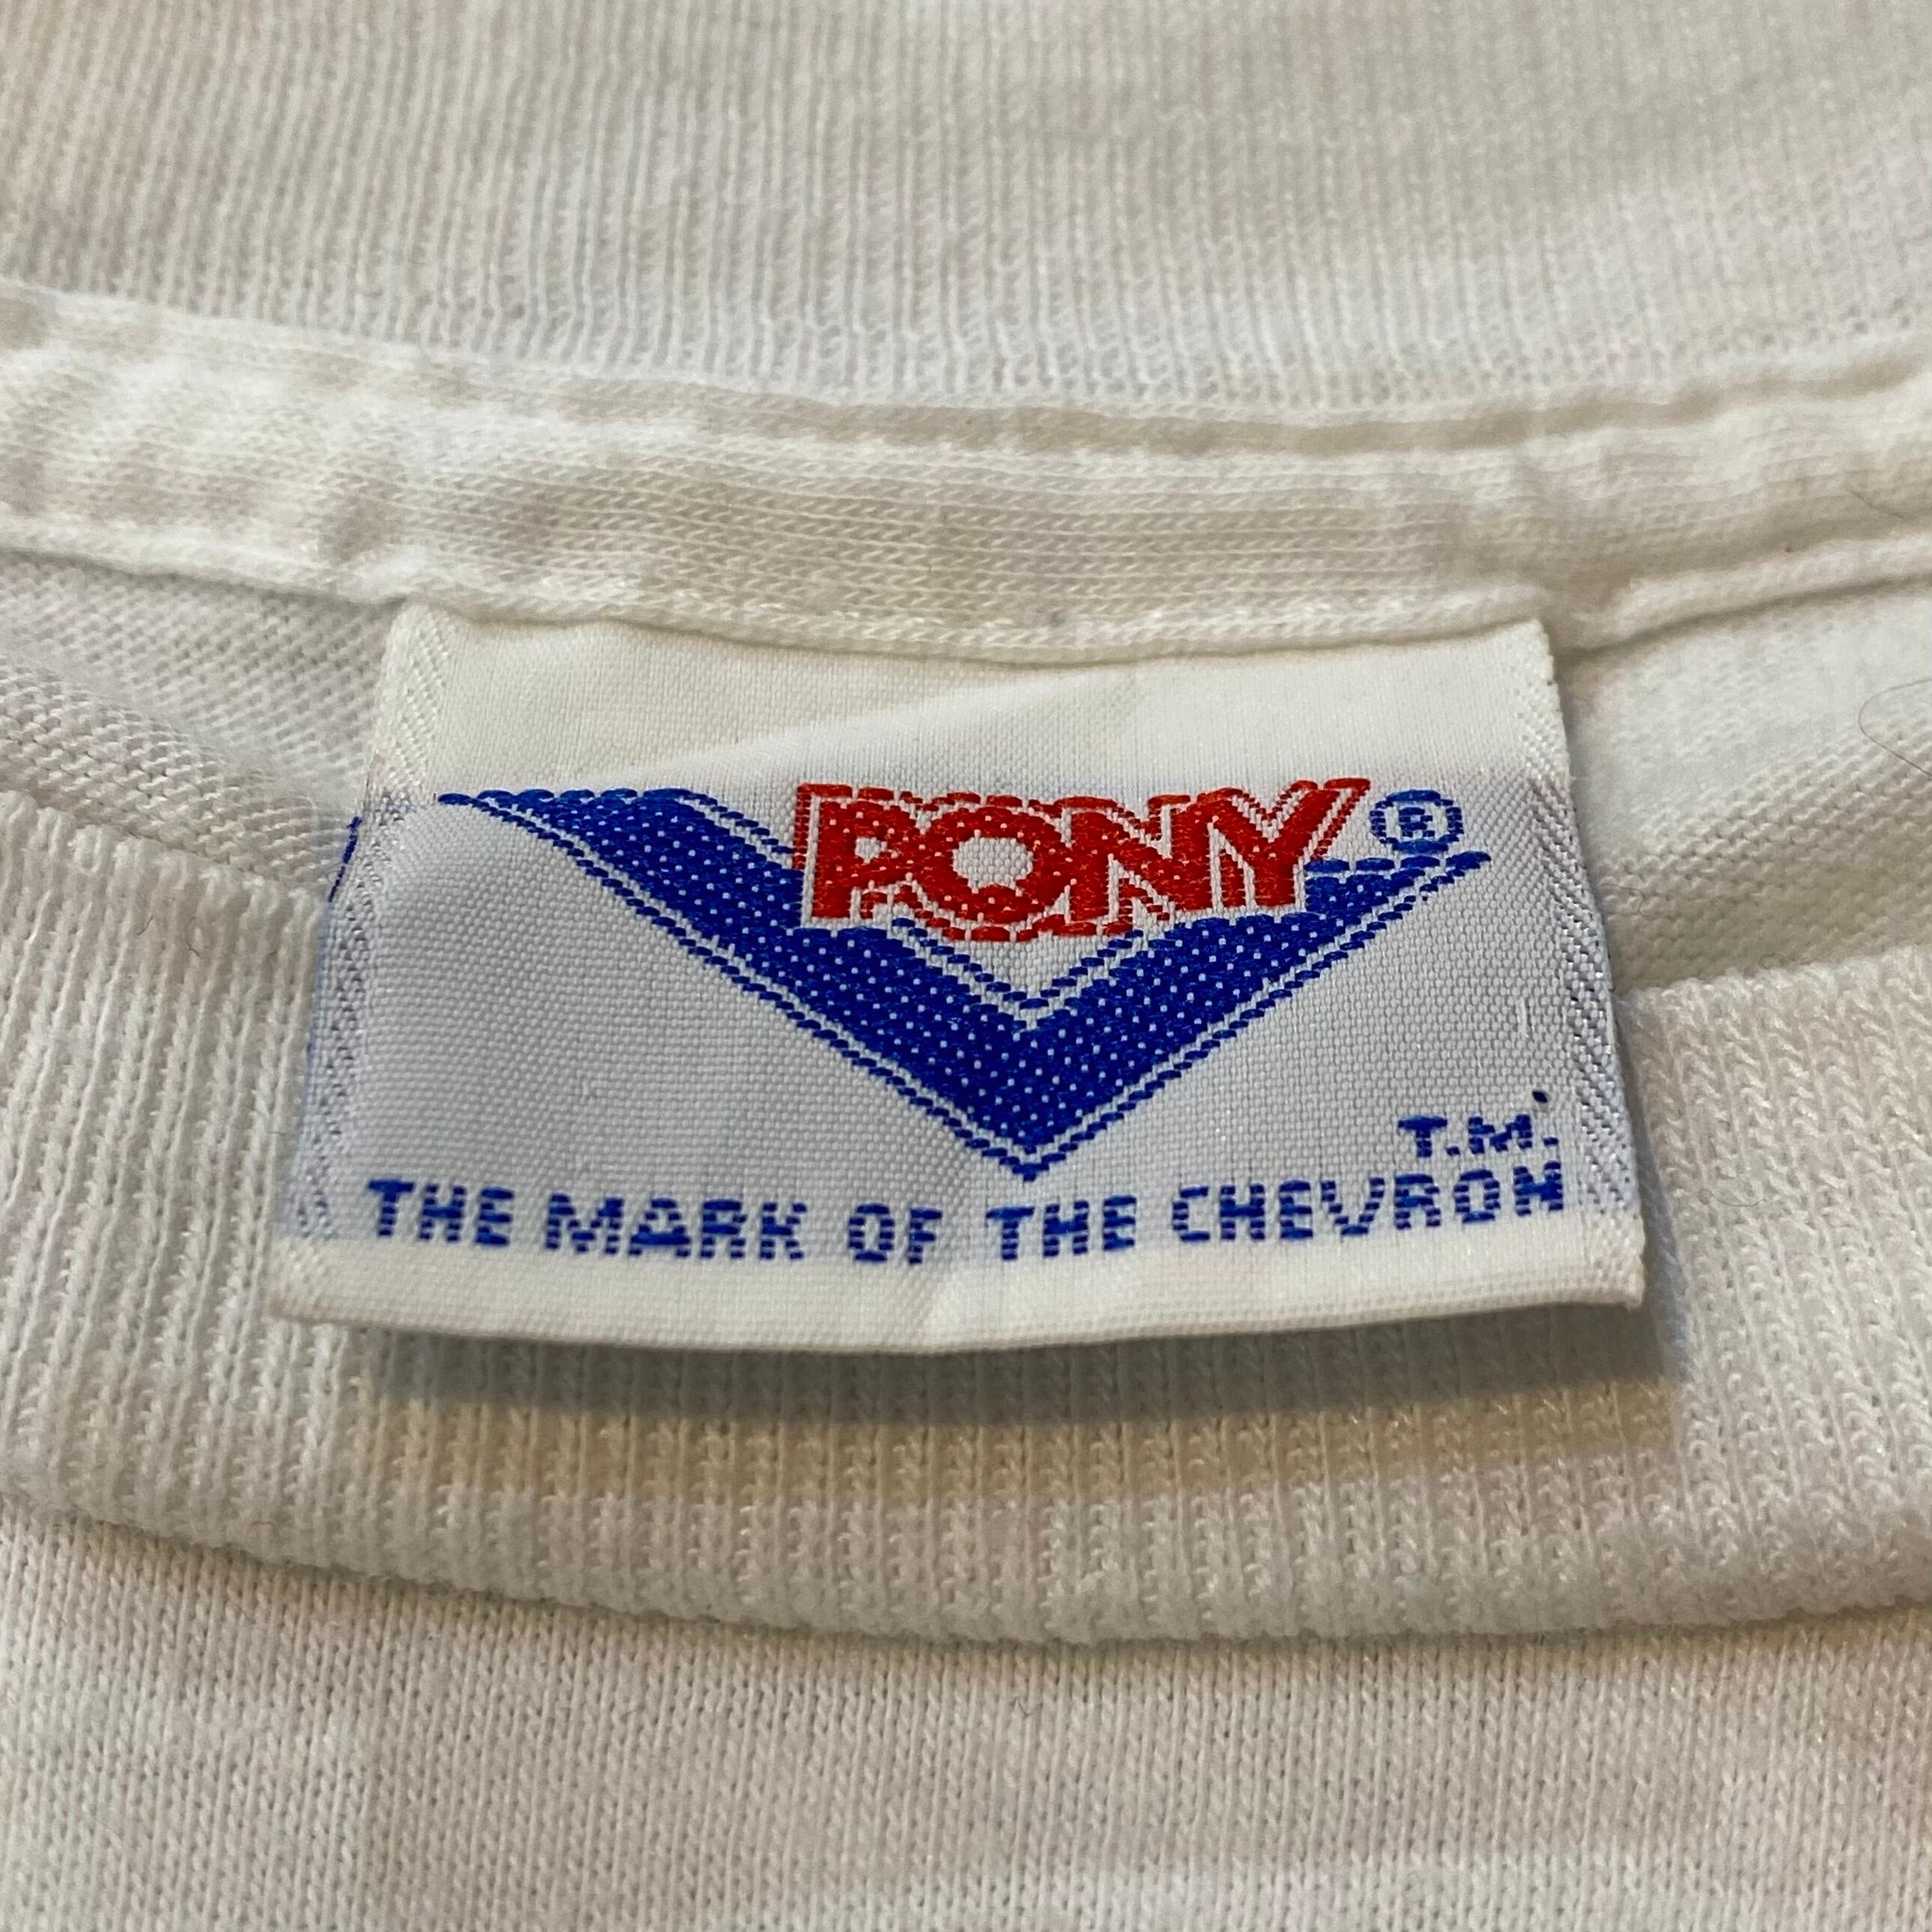 PONY ®
T.M.
THE MARK OF THE CHEVRON